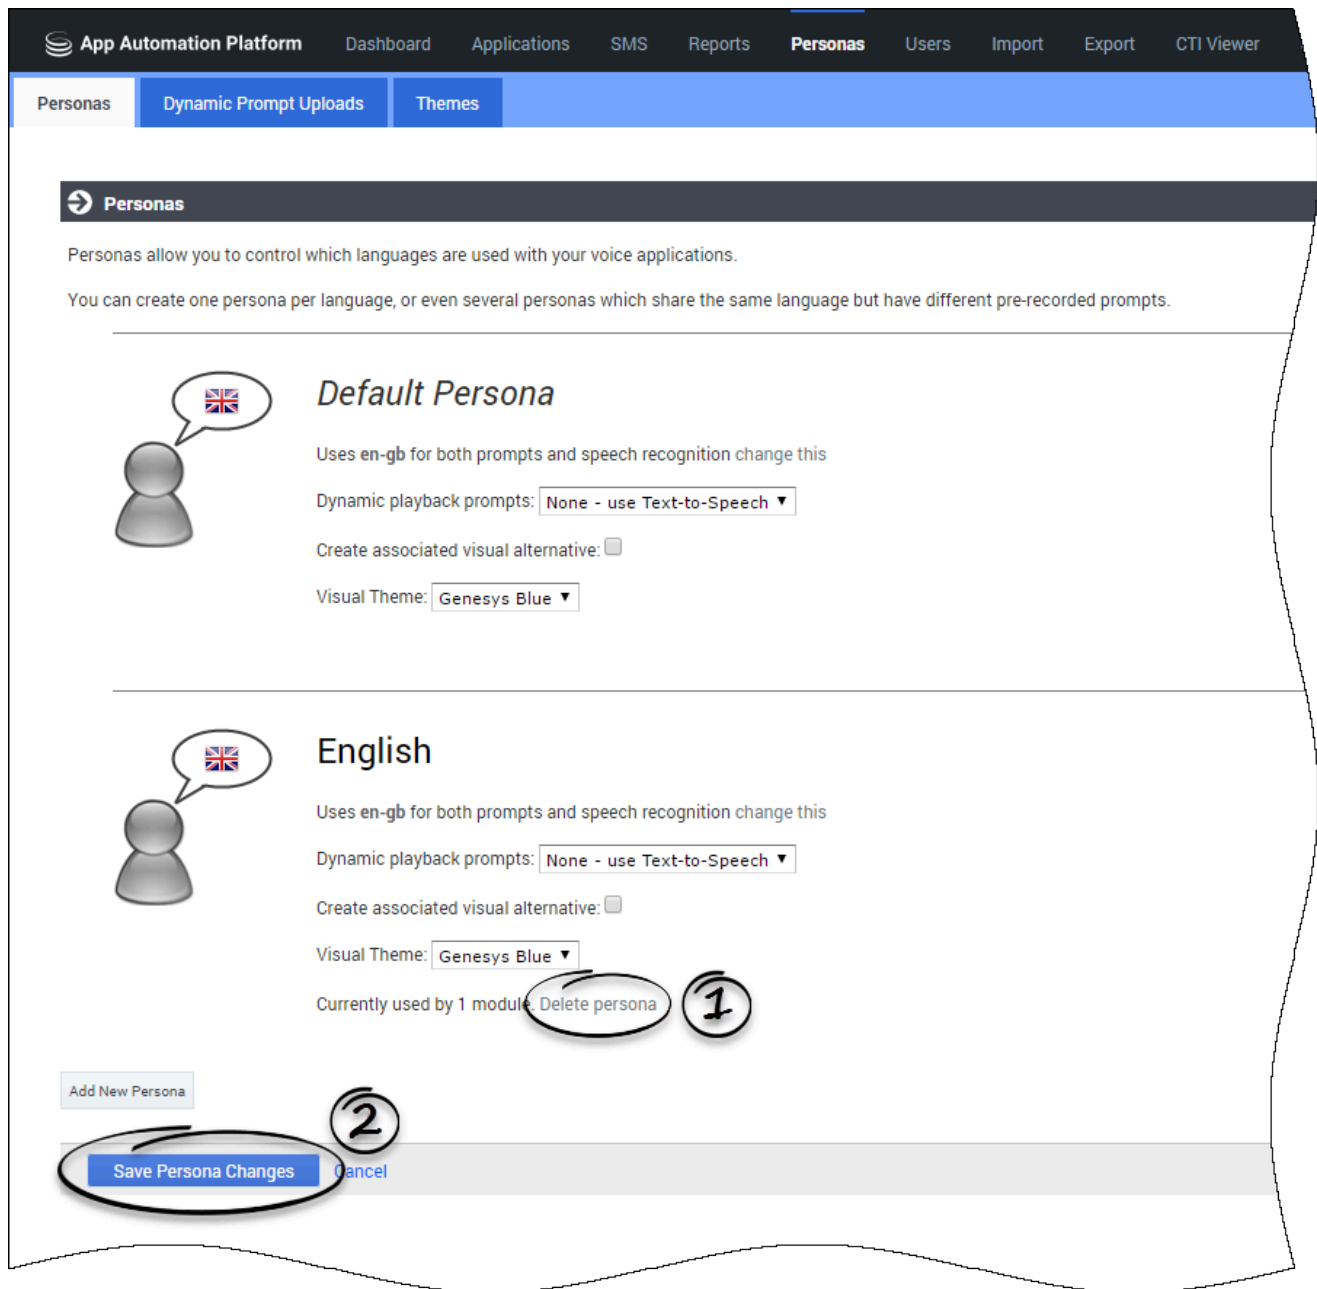 App Automation Platform Dashboard Applications SMS Reports Personas Users Import Export CTI Viewer
Personas Dynamic Prompt Uploads Themes
Personas
Personas allow you to control which languages are used with your voice applications.
You can create one persona per language, or even several personas which share the same language but have different pre-recorded prompts.
Default Persona
Uses en-gb for both prompts and speech recognition change this
Dynamic playback prompts: None - use Text-to-Speech
Create associated visual alternative:
Visual Theme: Genesys Blue
English
Uses en-gb for both prompts and speech recognition change this
Dynamic playback prompts: None - use Text-to-Speech
Create associated visual alternative:
Visual Theme: Genesys Blue
Currently used by 1 module. Delete persona 1
Add New Persona
2
Save Persona Changes Cancel